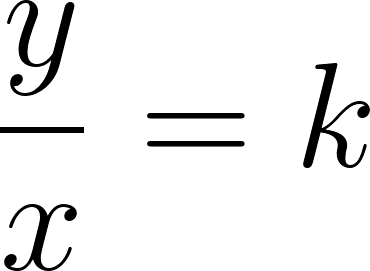 y/x = k